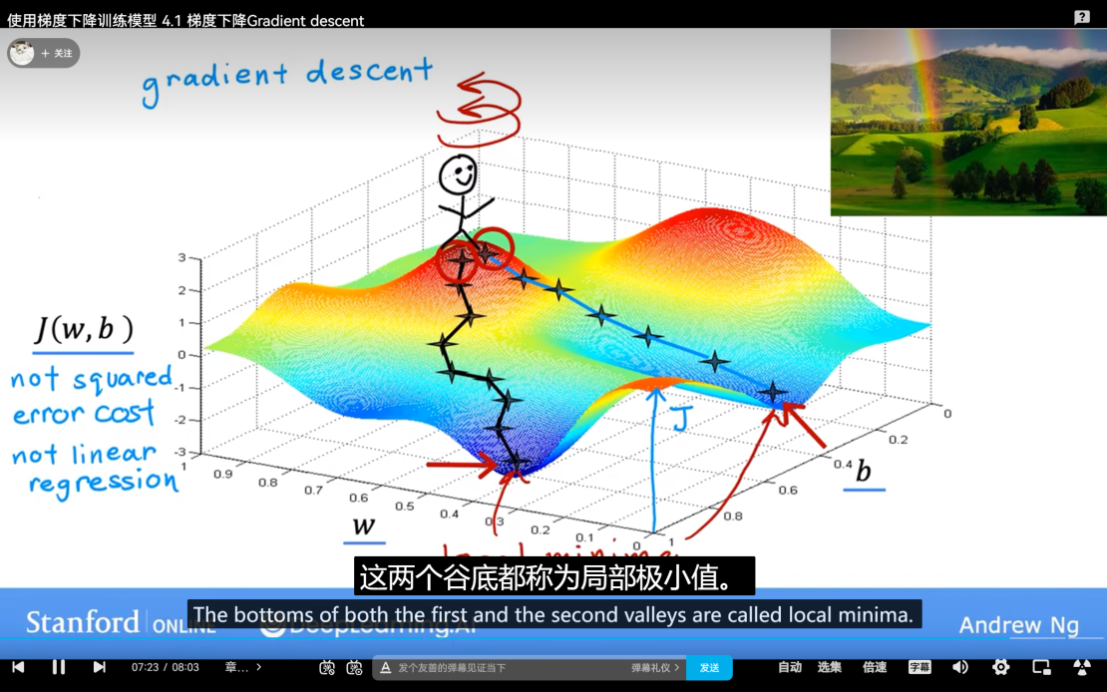 使用梯度下降训练模型 4.1 梯度下降Gradient descent
?
+ 关注
gradient descent
3
2
1
0
-1
-2
-3
J(w,b)
not squared
error cost
not linear
regression
J
1
0.9
0.8
0.7
0.6
0.5
0.4
0.3
0.2
0.1
0
w
1
0.8
0.6
0.4
0.2
0
b
local minima
这两个谷底都称为局部极小值。
The bottoms of both the first and the second valleys are called local minima.
Stanford ONLINE
DeepLearning.AI
Andrew Ng
07:23 / 08:03
章... >
弹
弹
A 发个友善的弹幕见证当下
弹幕礼仪 >
发送
自动
选集
倍速
字幕